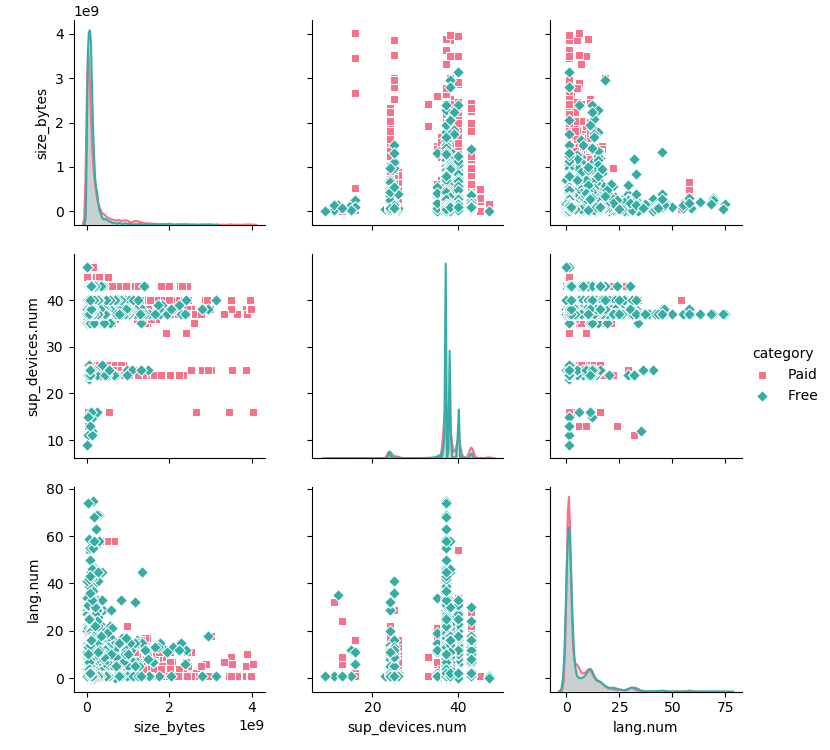 1e9
4
3
2
1
0
size_bytes
40
30
20
10
sup_devices.num
category
Paid
Free
80
60
40
20
0
lang.num
0 2 4
1e9
size_bytes
20 40
sup_devices.num
0 25 50 75
lang.num